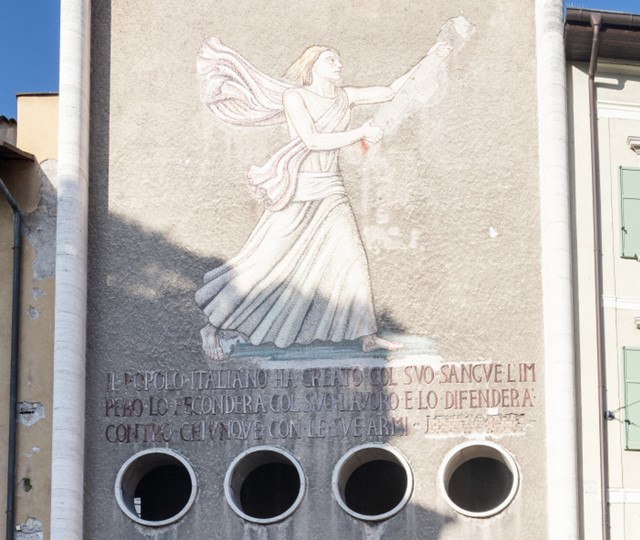 IL POPOLO·ITALIANO HA CREATO COL SVO SANGVE L'IM
PERO·LO FECONDERA COL SVO LAVORO E LO DIFENDERA·
CONTRO CHIVNQVE CON LE SVE ARMI -